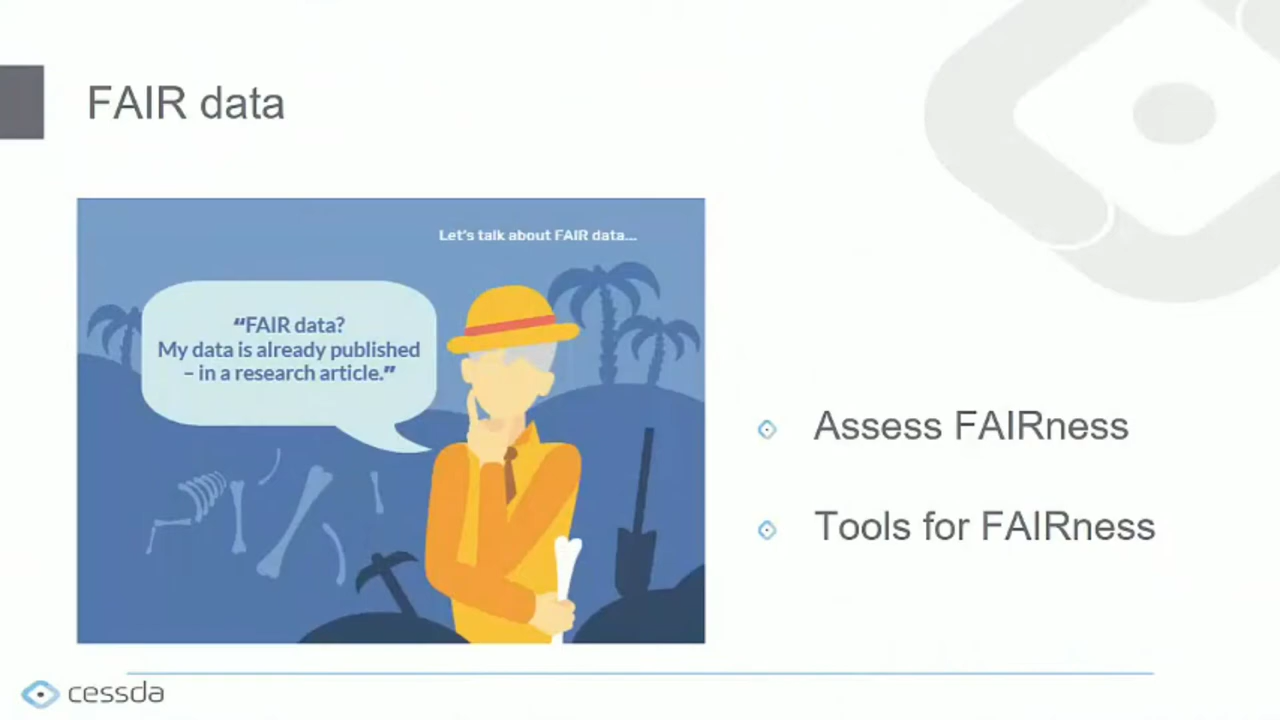 FAIR data
Let's talk about FAIR data...
“FAIR data?
My data is already published
– in a research article.”
Assess FAIRness
Tools for FAIRness
cessda